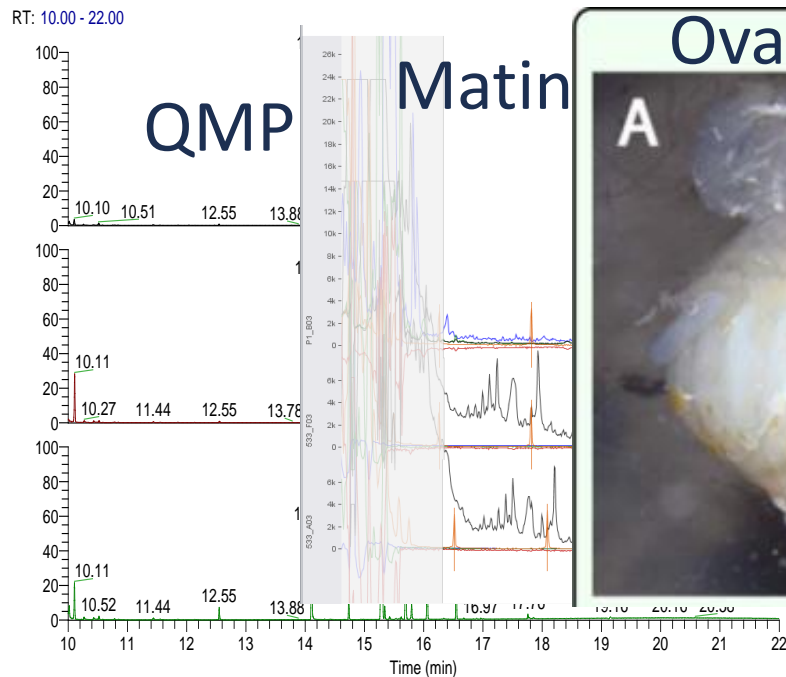 RT: 10.00 - 22.00
QMP
Matin
Ova
A
100
80
60
40
20
0
10.10
10.51
12.55
13.88
26k
24k
22k
20k
18k
16k
14k
12k
10k
8k
6k
4k
2k
0
P1_B03
100
80
60
40
20
0
10.11
10.27
11.44
12.55
13.78
6k
4k
2k
0
533_F03
100
80
60
40
20
0
10.11
10.52
11.44
12.55
13.88
6k
4k
2k
0
533_A03
16.97
10 11 12 13 14 15 16 17 18 19 20 21 22
Time (min)